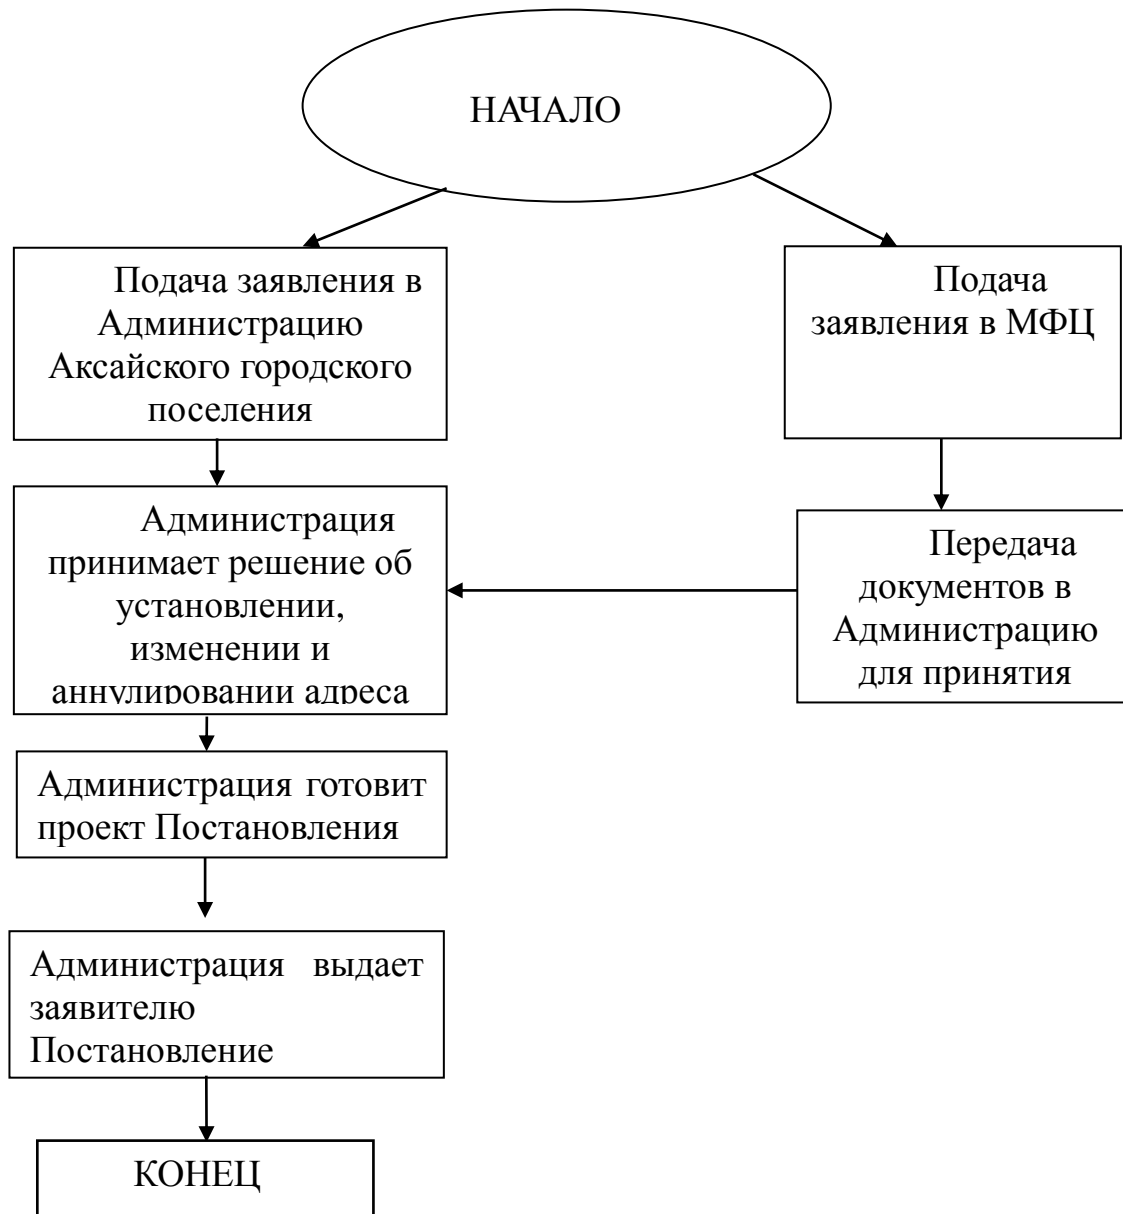 НАЧАЛО
Подача заявления в
Администрацию
Аксайского городского
поселения
Подача
заявления в МФЦ
Администрация
принимает решение об
установлении,
изменении и
аннулировании адреса
Передача
документов в
Администрацию
для принятия
Администрация готовит
проект Постановления
Администрация выдает
заявителю
Постановление
КОНЕЦ